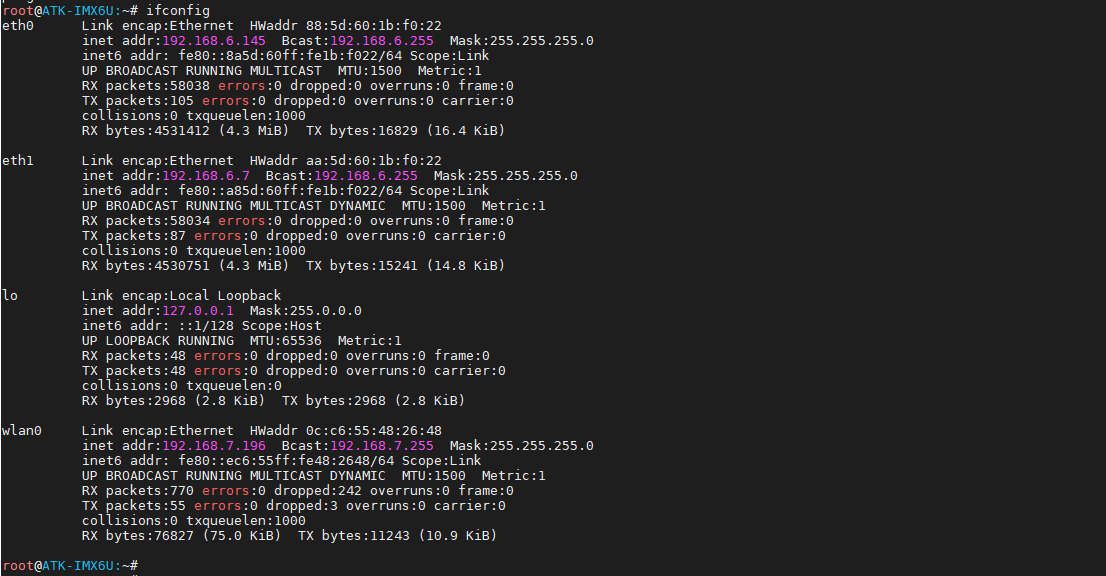 root@ATK-IMX6U:~# ifconfig
eth0      Link encap:Ethernet  HWaddr 88:5d:60:1b:f0:22
          inet addr:192.168.6.145  Bcast:192.168.6.255  Mask:255.255.255.0
          inet6 addr: fe80::8a5d:60ff:fe1b:f022/64 Scope:Link
          UP BROADCAST RUNNING MULTICAST  MTU:1500  Metric:1
          RX packets:58038 errors:0 dropped:0 overruns:0 frame:0
          TX packets:105 errors:0 dropped:0 overruns:0 carrier:0
          collisions:0 txqueuelen:1000
          RX bytes:4531412 (4.3 MiB)  TX bytes:16829 (16.4 KiB)

eth1      Link encap:Ethernet  HWaddr aa:5d:60:1b:f0:22
          inet addr:192.168.6.7  Bcast:192.168.6.255  Mask:255.255.255.0
          inet6 addr: fe80::a85d:60ff:fe1b:f022/64 Scope:Link
          UP BROADCAST RUNNING MULTICAST DYNAMIC  MTU:1500  Metric:1
          RX packets:58034 errors:0 dropped:0 overruns:0 frame:0
          TX packets:87 errors:0 dropped:0 overruns:0 carrier:0
          collisions:0 txqueuelen:1000
          RX bytes:4530751 (4.3 MiB)  TX bytes:15241 (14.8 KiB)

lo        Link encap:Local Loopback
          inet addr:127.0.0.1  Mask:255.0.0.0
          inet6 addr: ::1/128 Scope:Host
          UP LOOPBACK RUNNING  MTU:65536  Metric:1
          RX packets:48 errors:0 dropped:0 overruns:0 frame:0
          TX packets:48 errors:0 dropped:0 overruns:0 carrier:0
          collisions:0 txqueuelen:0
          RX bytes:2968 (2.8 KiB)  TX bytes:2968 (2.8 KiB)

wlan0     Link encap:Ethernet  HWaddr 0c:c6:55:48:26:48
          inet addr:192.168.7.196  Bcast:192.168.7.255  Mask:255.255.255.0
          inet6 addr: fe80::ec6:55ff:fe48:2648/64 Scope:Link
          UP BROADCAST RUNNING MULTICAST DYNAMIC  MTU:1500  Metric:1
          RX packets:770 errors:0 dropped:242 overruns:0 frame:0
          TX packets:55 errors:0 dropped:3 overruns:0 carrier:0
          collisions:0 txqueuelen:1000
          RX bytes:76827 (75.0 KiB)  TX bytes:11243 (10.9 KiB)

root@ATK-IMX6U:~#